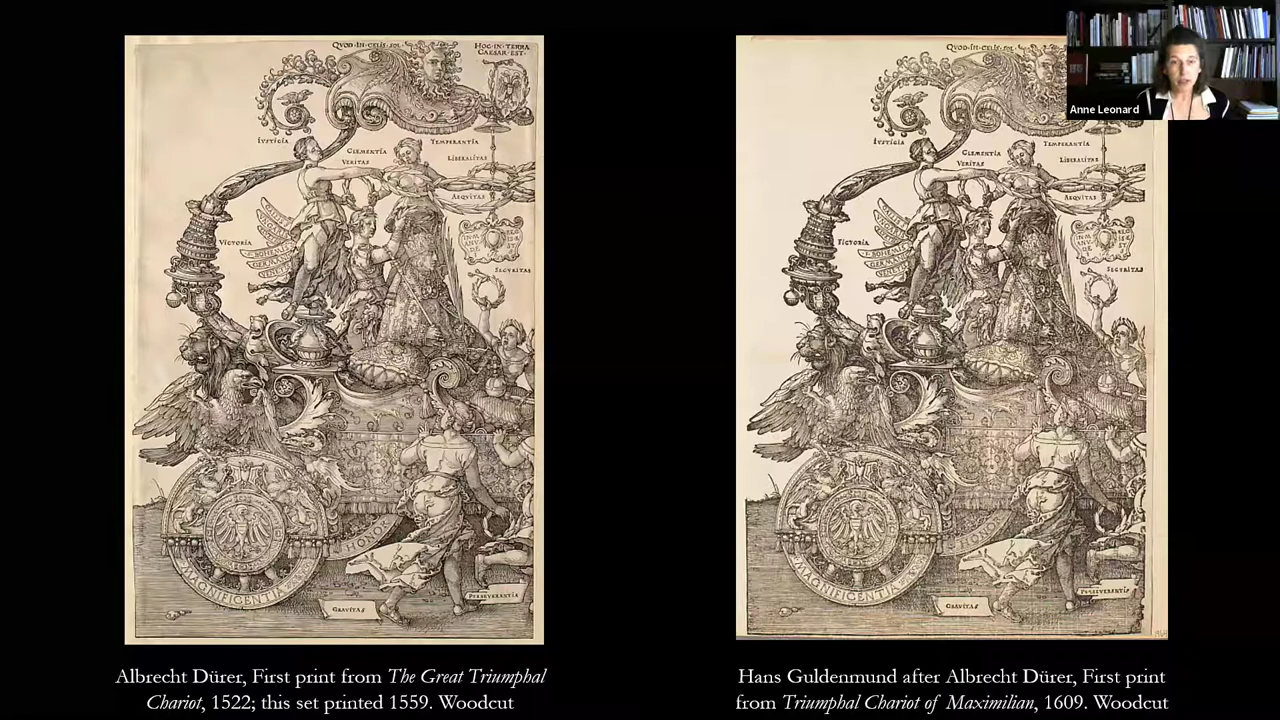 QVOD·IN·CELIS·SOL·
HOC·IN·TERRA
CAESAR·EST·
IVSTICIA
CLEMENTIA
VERITAS
TEMPERANTIA
LIBERALITAS
AEQVITAS
VICTORIA
SECVRITAS
HONOR
MAGNIFICENTIA
GRAVITAS
PERSEVERANTIA
Albrecht Dürer, First print from The Great Triumphal
Chariot, 1522; this set printed 1559. Woodcut
QVOD·IN·CELIS·SOL·
IVSTICIA
CLEMENTIA
VERITAS
TEMPERANTIA
LIBERALITAS
AEQVITAS
VICTORIA
SECVRITAS
HONOR
MAGNIFICENTIA
GRAVITAS
PERSEVERANTIA
Hans Guldenmund after Albrecht Dürer, First print
from Triumphal Chariot of Maximilian, 1609. Woodcut
Anne Leonard